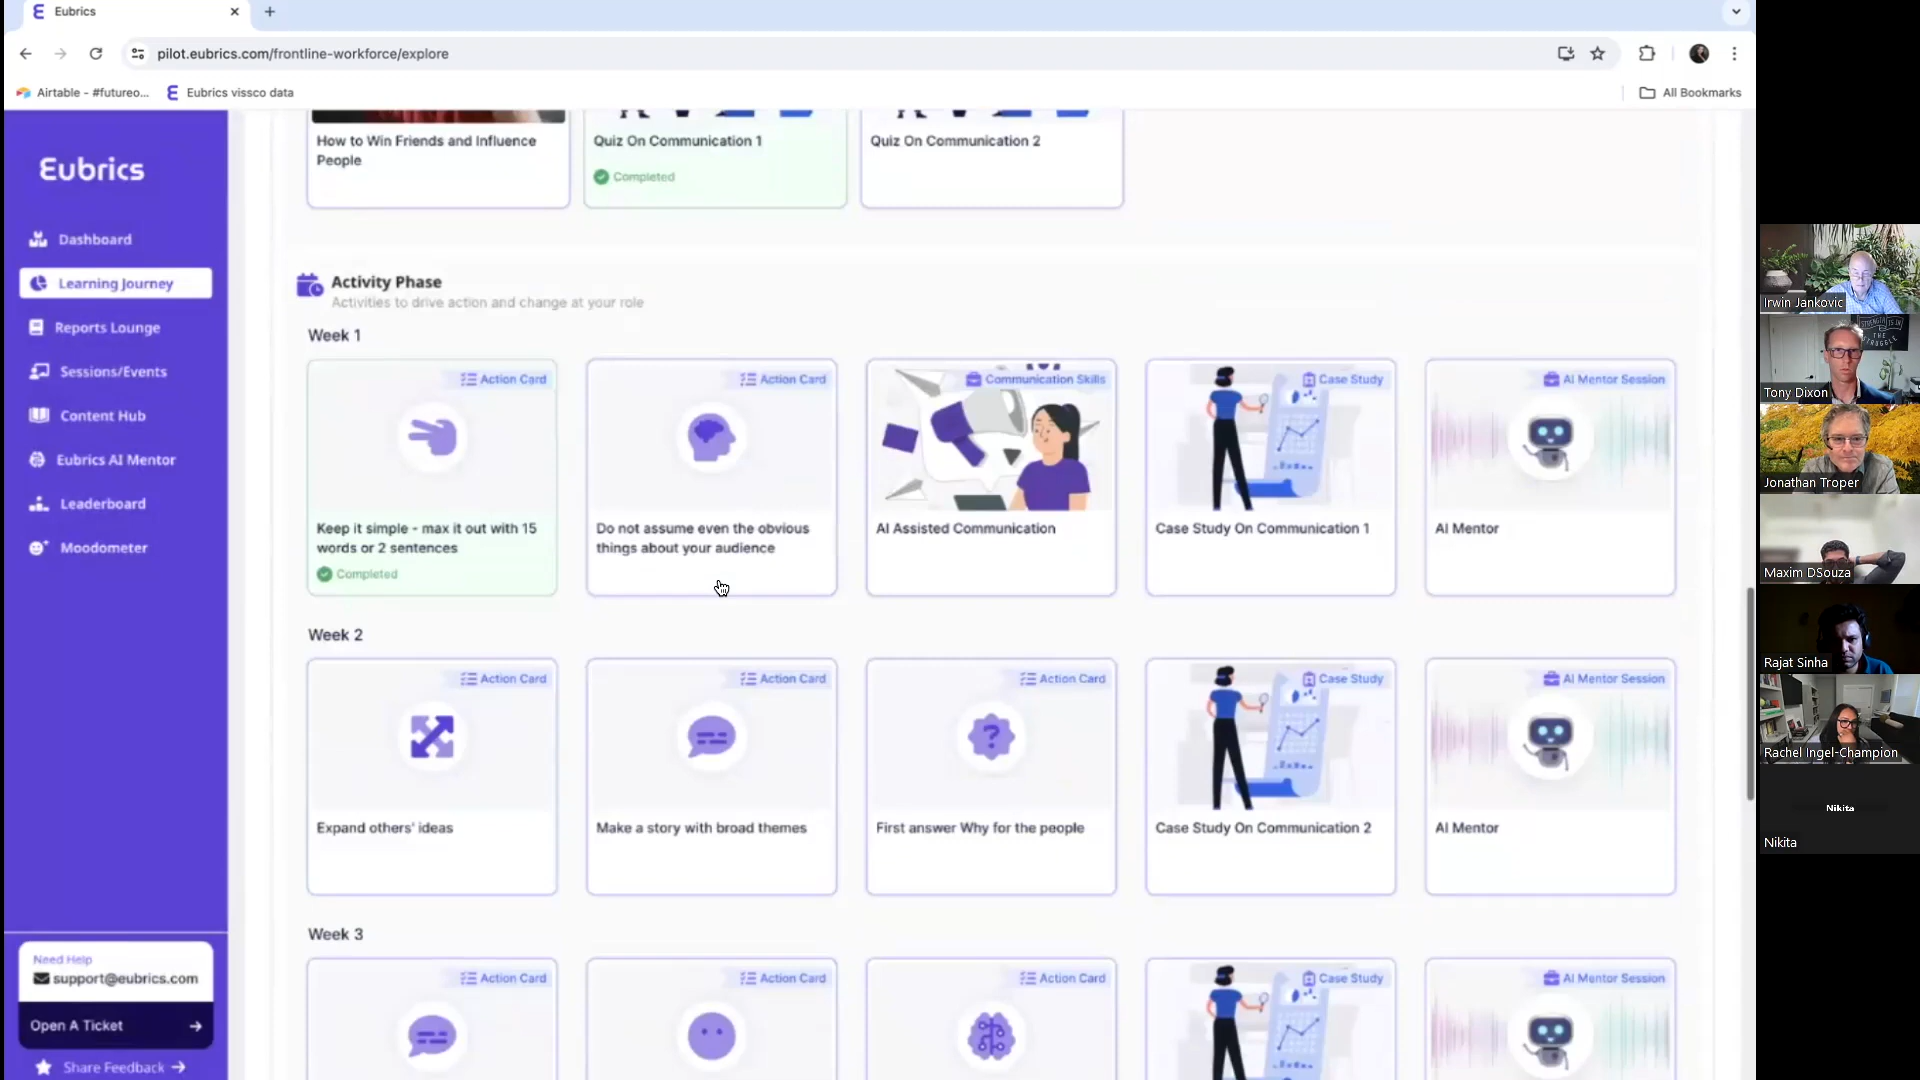 Eubrics
pilot.eubrics.com/frontline-workforce/explore
Airtable - #futureo...
Eubrics vissco data
All Bookmarks
Eubrics
Dashboard
Learning Journey
Reports Lounge
Sessions/Events
Content Hub
Eubrics AI Mentor
Leaderboard
Moodometer
Need Help
support@eubrics.com
Open A Ticket
Share Feedback
How to Win Friends and Influence
People
Quiz On Communication 1
Completed
Quiz On Communication 2
Activity Phase
Activities to drive action and change at your role
Week 1
Action Card
Keep it simple - max it out with 15
words or 2 sentences
Completed
Action Card
Do not assume even the obvious
things about your audience
Communication Skills
AI Assisted Communication
Case Study
Case Study On Communication 1
AI Mentor Session
AI Mentor
Week 2
Action Card
Expand others' ideas
Action Card
Make a story with broad themes
Action Card
First answer Why for the people
Case Study
Case Study On Communication 2
AI Mentor Session
AI Mentor
Week 3
Action Card
Action Card
Action Card
Case Study
AI Mentor Session
Irwin Jankovic
STRENGTH IS IN
THE
STRUGGLE
Tony Dixon
Jonathan Troper
Maxim DSouza
Rajat Sinha
Rachel Ingel-Champion
Nikita
Nikita